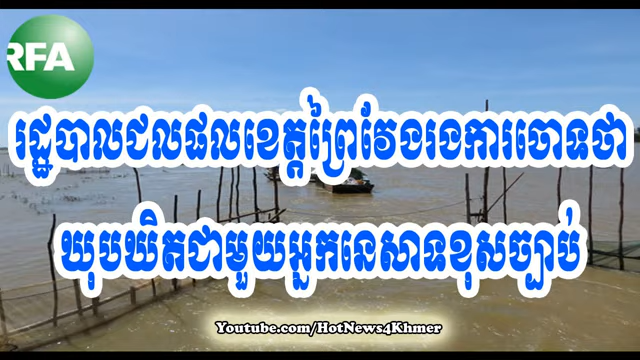 RFA
រដ្ឋបាលជលផលខេត្តព្រៃវែងរងការចោទថា
ឃុបឃិតជាមួយអ្នកនេសាទខុសច្បាប់
Youtube.com/HotNews4Khmer